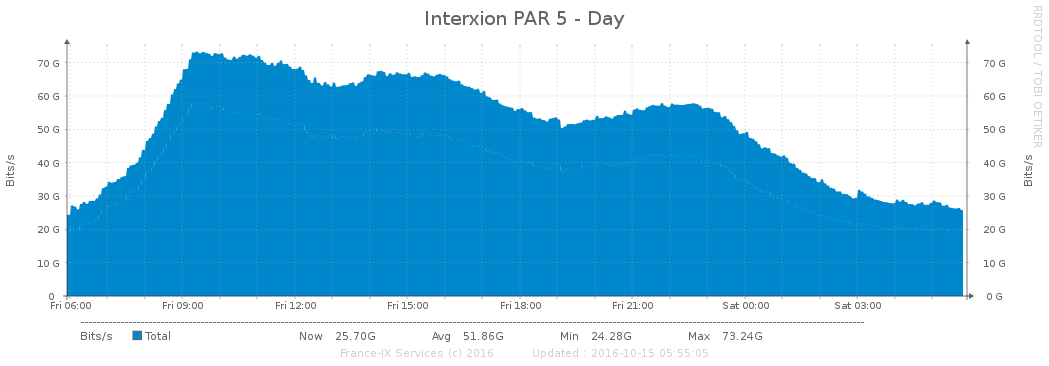 Interxion PAR 5 - Day
RRDTOOL / TOBI OETIKER
Bits/s
70 G
60 G
50 G
40 G
30 G
20 G
10 G
0
70 G
60 G
50 G
40 G
30 G
20 G
10 G
0 G
Bits/s
Fri 06:00 Fri 09:00 Fri 12:00 Fri 15:00 Fri 18:00 Fri 21:00 Sat 00:00 Sat 03:00
Bits/s Total Now 25.70G Avg 51.86G Min 24.28G Max 73.24G
France-IX Services (c) 2016 Updated : 2016-10-15 05:55:05